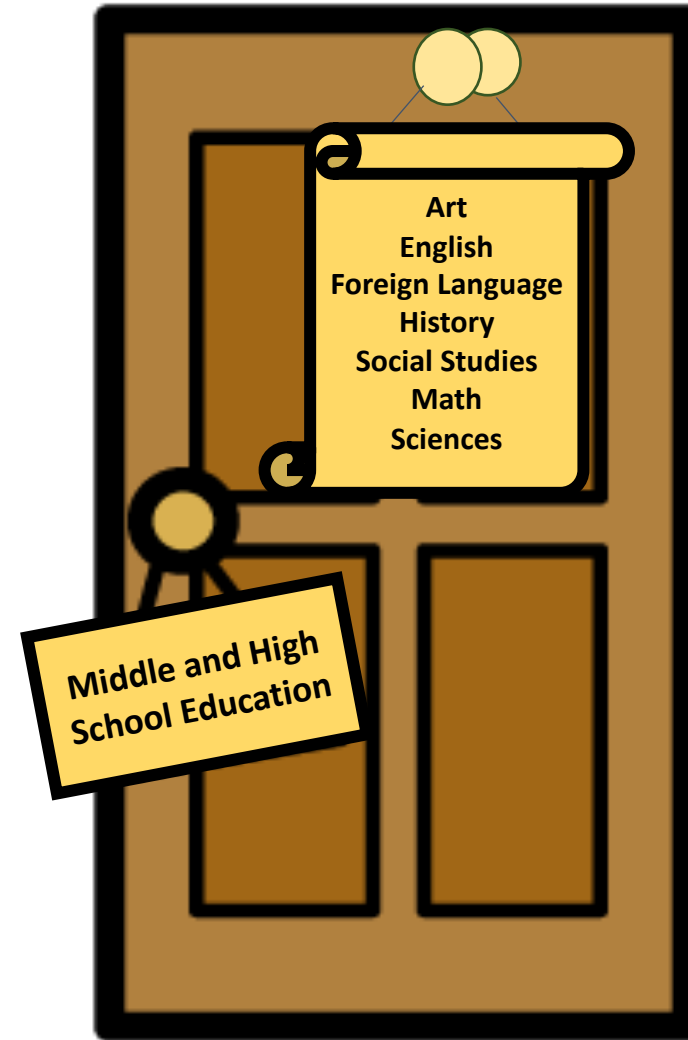 Art
English
Foreign Language
History
Social Studies
Math
Sciences
Middle and High
School Education